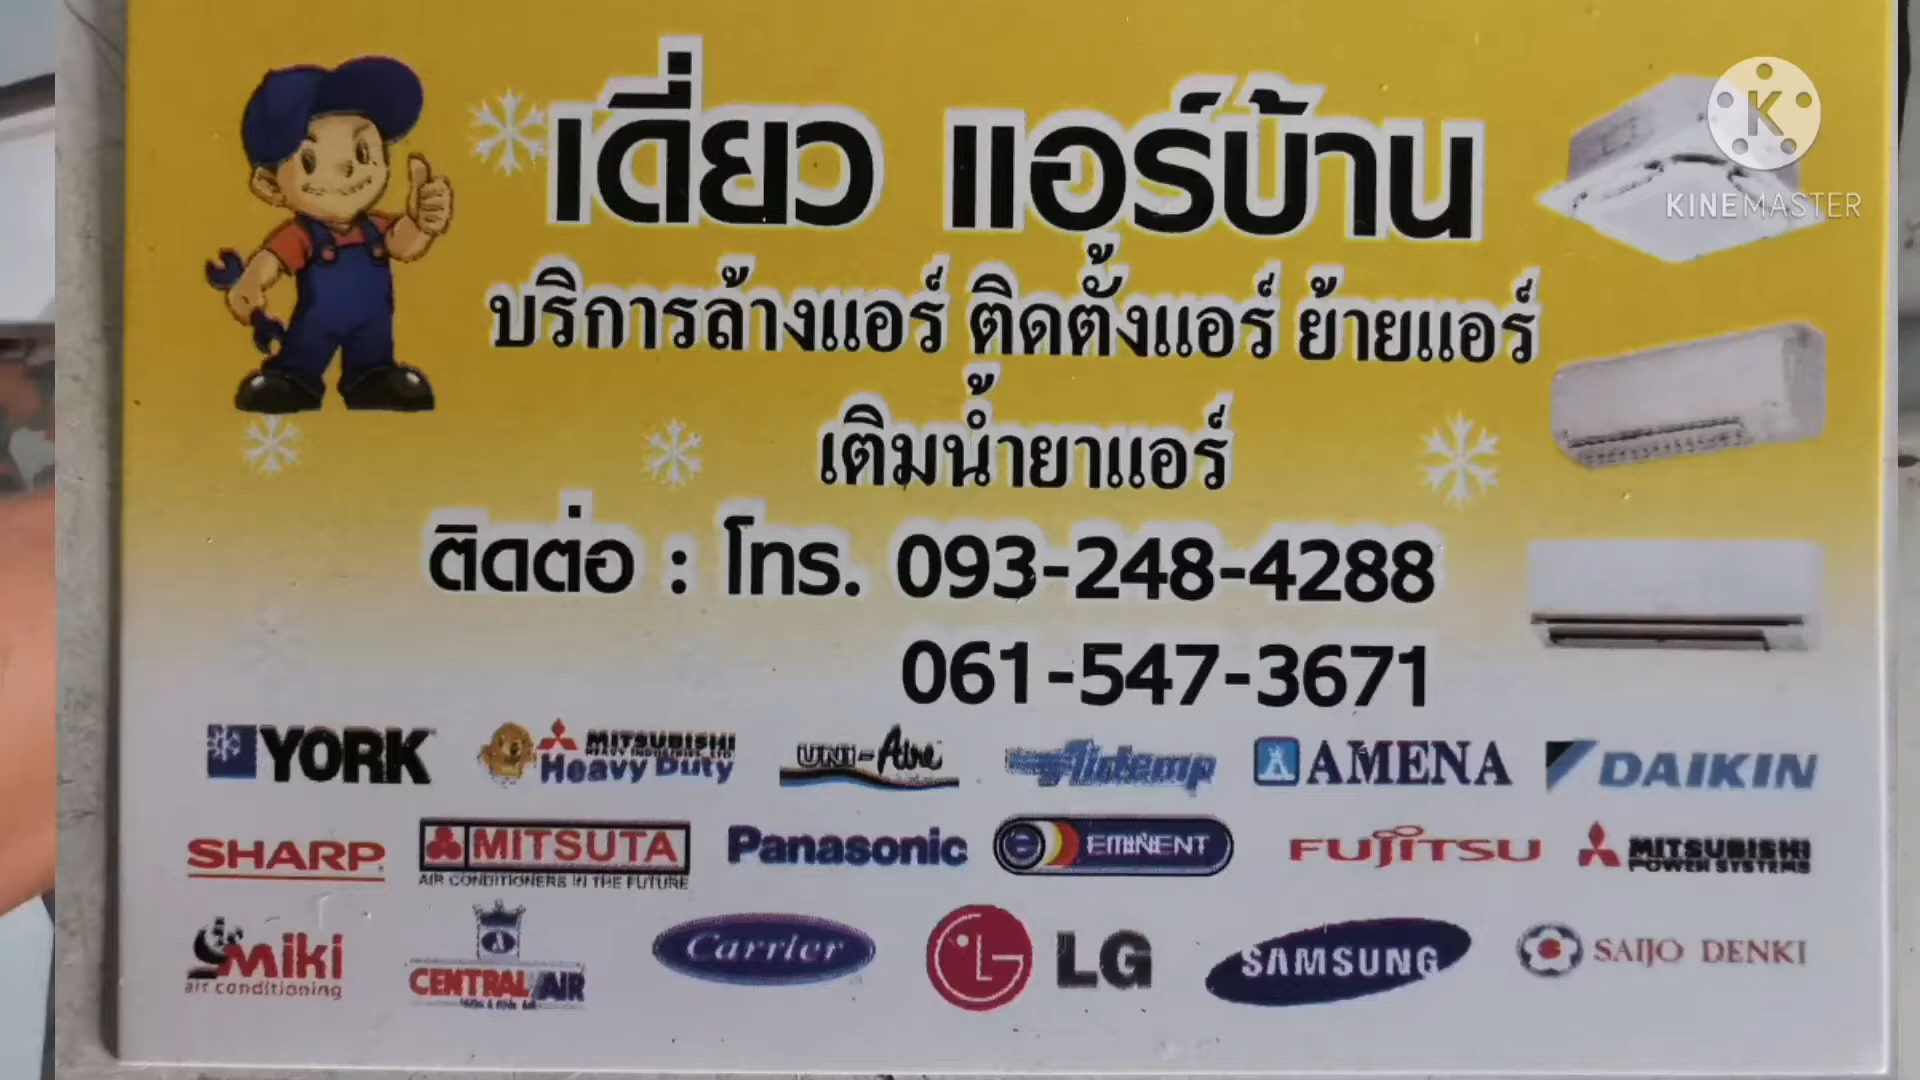 เดี่ยว แอร์บ้าน
KINEMASTER
บริการล้างแอร์ ติดตั้งแอร์ ย้ายแอร์
เติมน้ำยาแอร์
ติดต่อ : โทร. 093-248-4288
061-547-3671
YORK MITSUBISHI HEAVY INDUSTRIES, LTD Heavy Duty UNI-Aire Airtemp AMENA DAIKIN
SHARP MITSUTA Panasonic EMINENT FUJITSU MITSUBISHI
AIR CONDITIONERS IN THE FUTURE POWER SYSTEMS
miki CENTRAL AIR Carrier LG SAMSUNG SAIJO DENKI
air conditioning